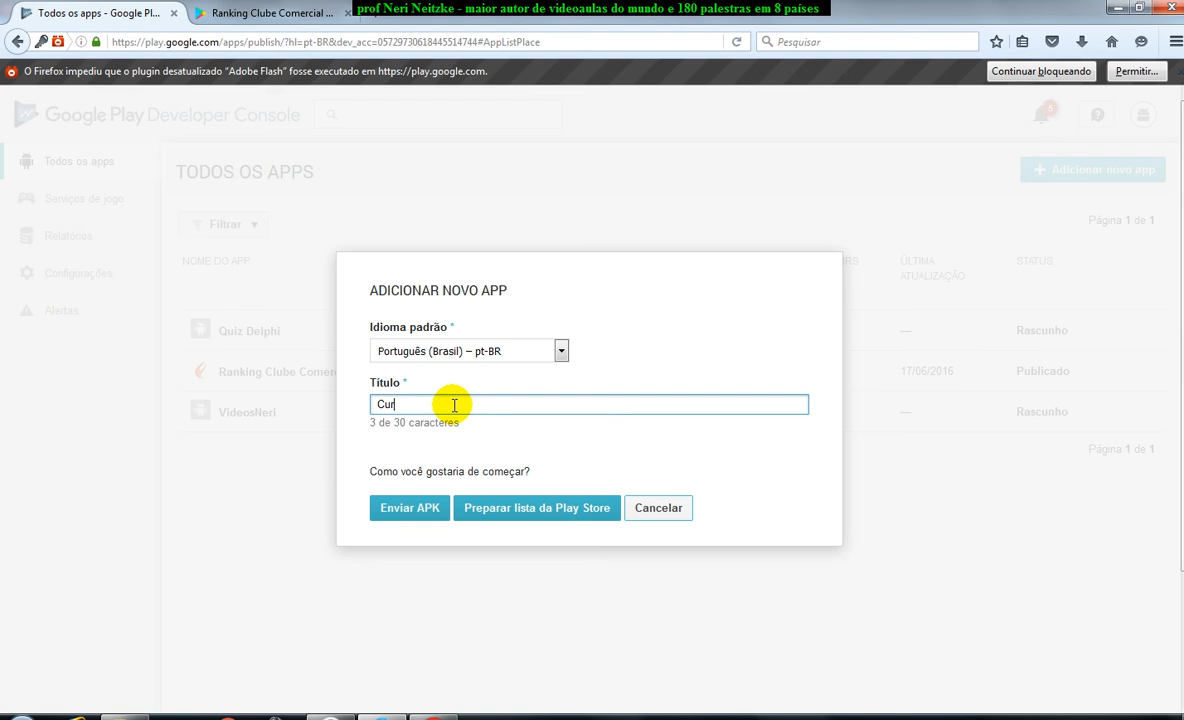 Todos os apps - Google Pl...
Ranking Clube Comercial ...
prof Neri Neitzke - maior autor de videoaulas do mundo e 180 palestras em 8 países
https://play.google.com/apps/publish/?hl=pt-BR&dev_acc=05729730618445514744#AppListPlace
Pesquisar
O Firefox impediu que o plugin desatualizado "Adobe Flash" fosse executado em https://play.google.com.
Continuar bloqueando
Permitir...
Google Play Developer Console
5
Todos os apps
Serviços de jogo
Relatórios
Configurações
Alertas
TODOS OS APPS
+ Adicionar novo app
Filtrar
Página 1 de 1
NOME DO APP
ÚLTIMA
ATUALIZAÇÃO
STATUS
Quiz Delphi
—
Rascunho
Ranking Clube Comer
17/06/2016
Publicado
VideosNeri
—
Rascunho
Página 1 de 1
ADICIONAR NOVO APP
Idioma padrão *
Português (Brasil) – pt-BR
Título *
Cur
3 de 30 caracteres
Como você gostaria de começar?
Enviar APK
Preparar lista da Play Store
Cancelar